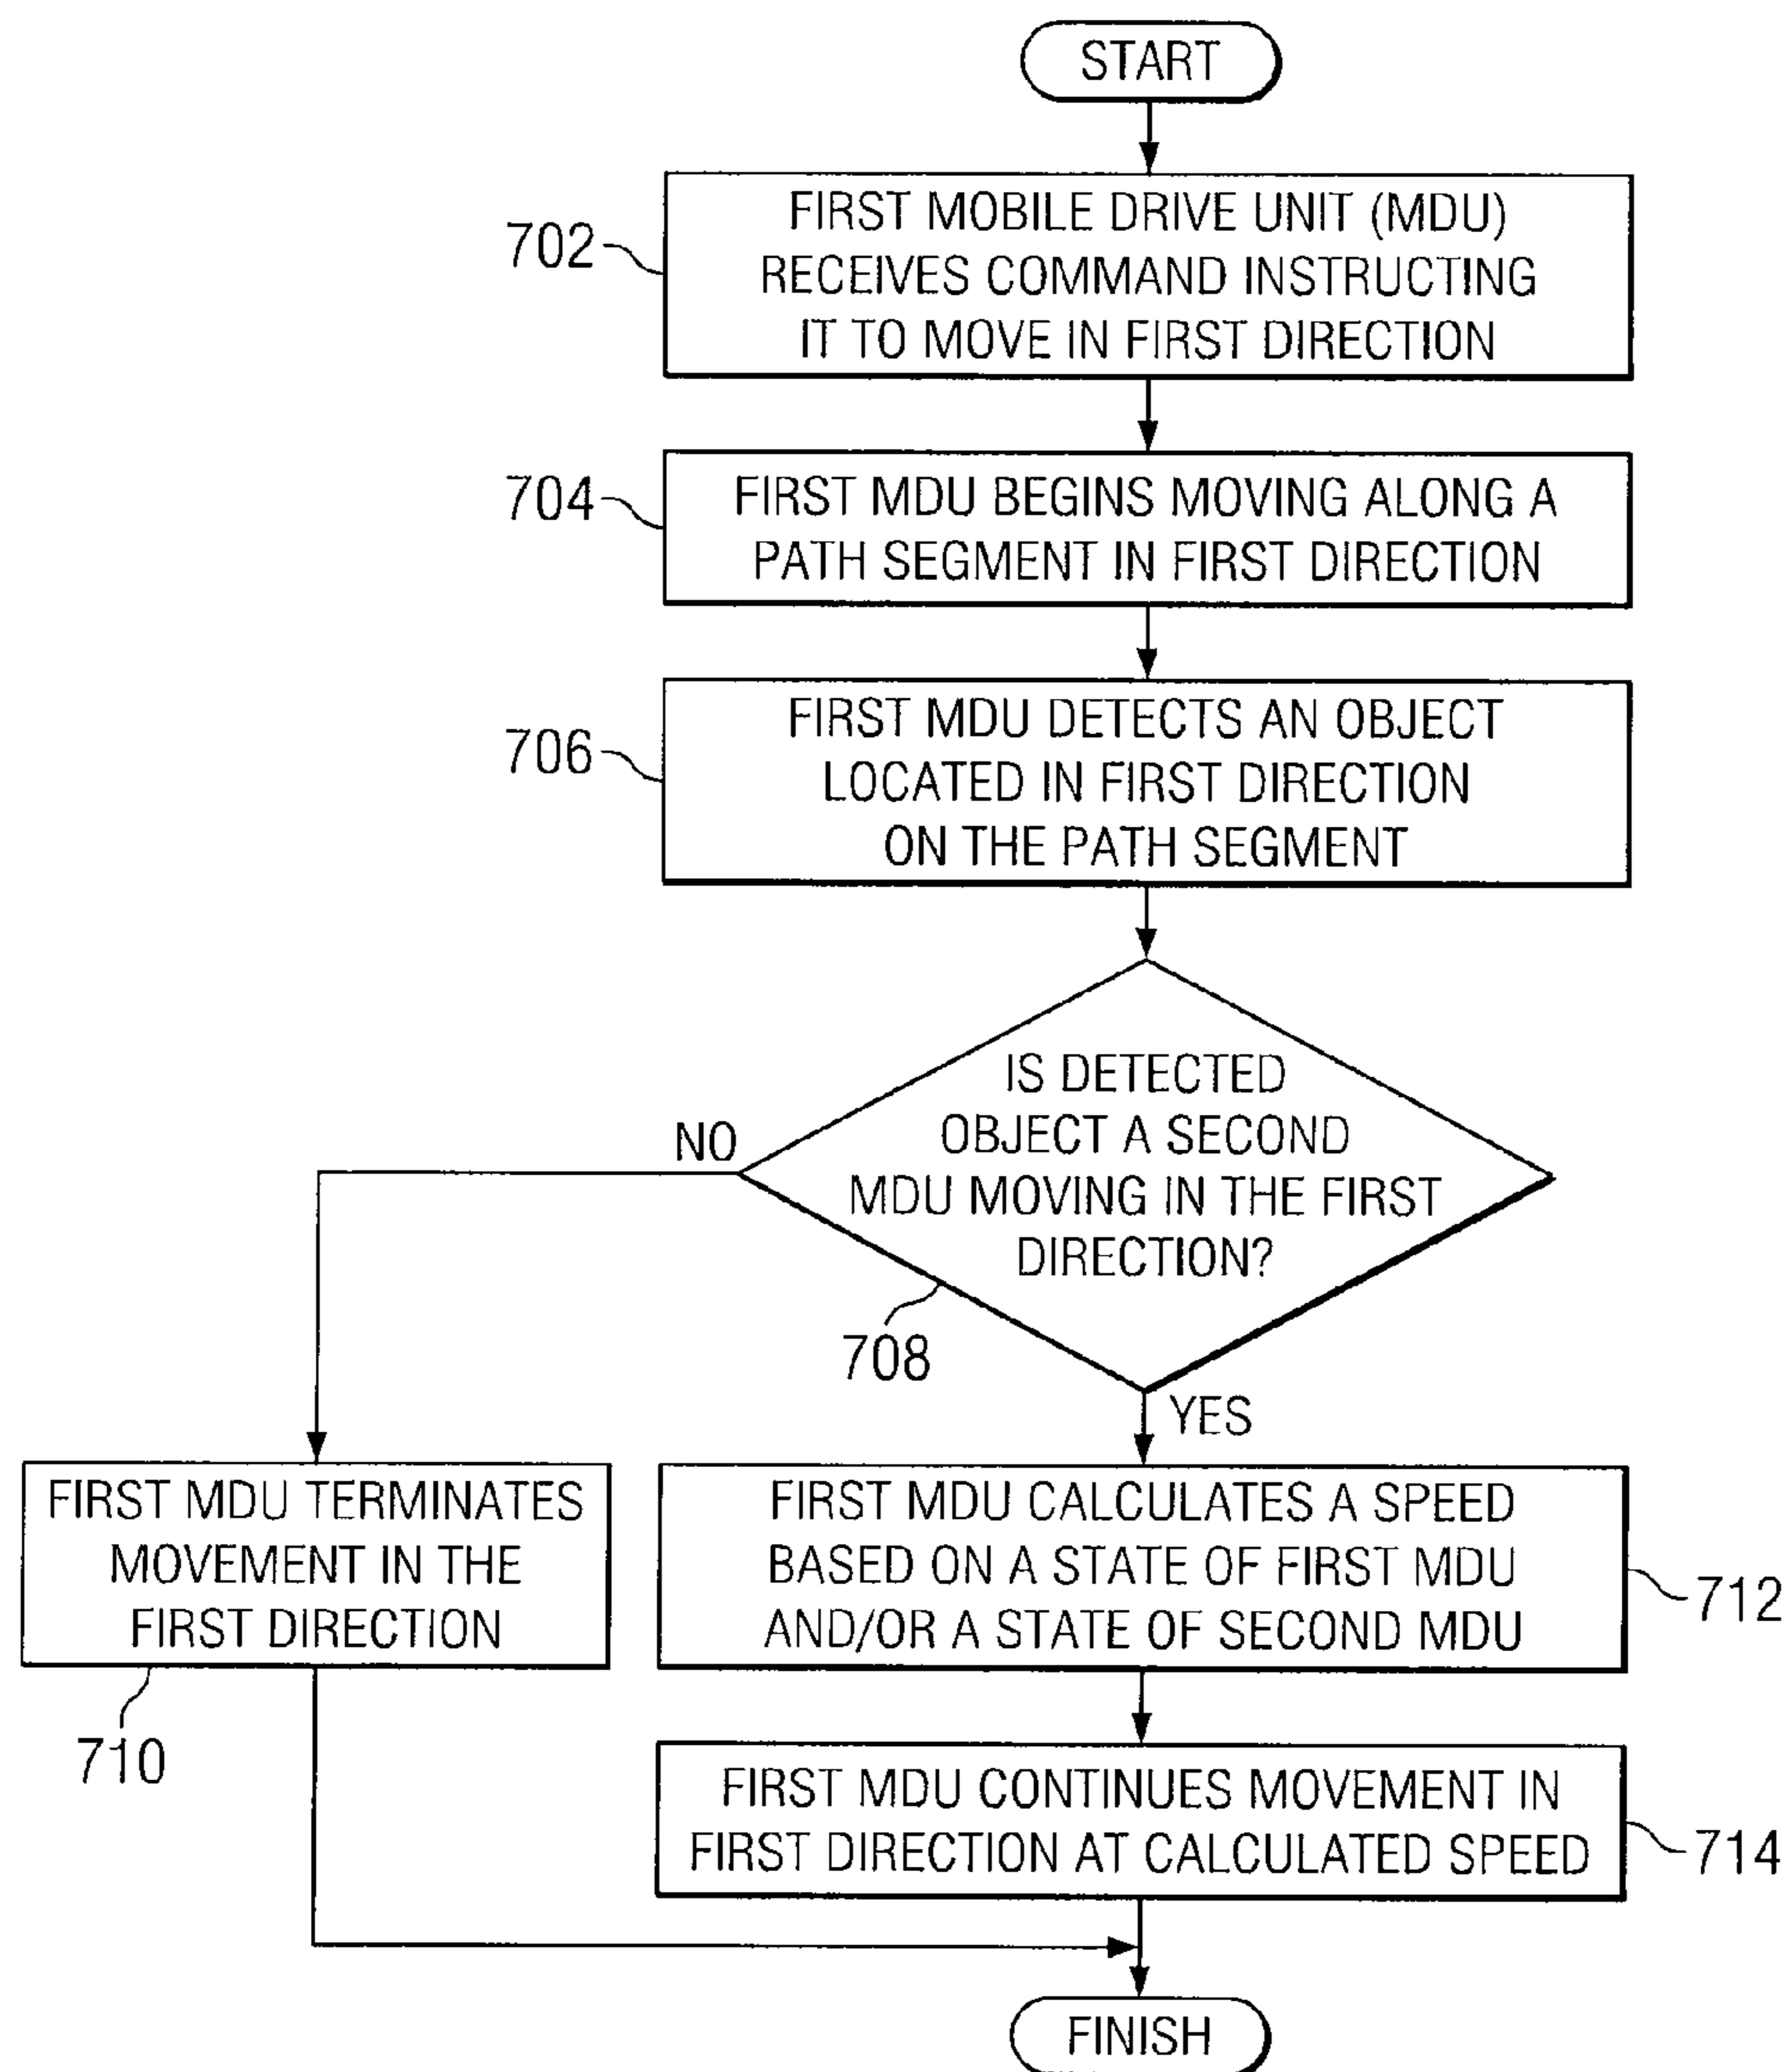 START
FIRST MOBILE DRIVE UNIT (MDU)
RECEIVES COMMAND INSTRUCTING
IT TO MOVE IN FIRST DIRECTION
702
FIRST MDU BEGINS MOVING ALONG A
PATH SEGMENT IN FIRST DIRECTION
704
FIRST MDU DETECTS AN OBJECT
LOCATED IN FIRST DIRECTION
ON THE PATH SEGMENT
706
IS DETECTED
OBJECT A SECOND
MDU MOVING IN THE FIRST
DIRECTION?
708
NO
YES
FIRST MDU TERMINATES
MOVEMENT IN THE
FIRST DIRECTION
710
FIRST MDU CALCULATES A SPEED
BASED ON A STATE OF FIRST MDU
AND/OR A STATE OF SECOND MDU
712
FIRST MDU CONTINUES MOVEMENT IN
FIRST DIRECTION AT CALCULATED SPEED
714
FINISH